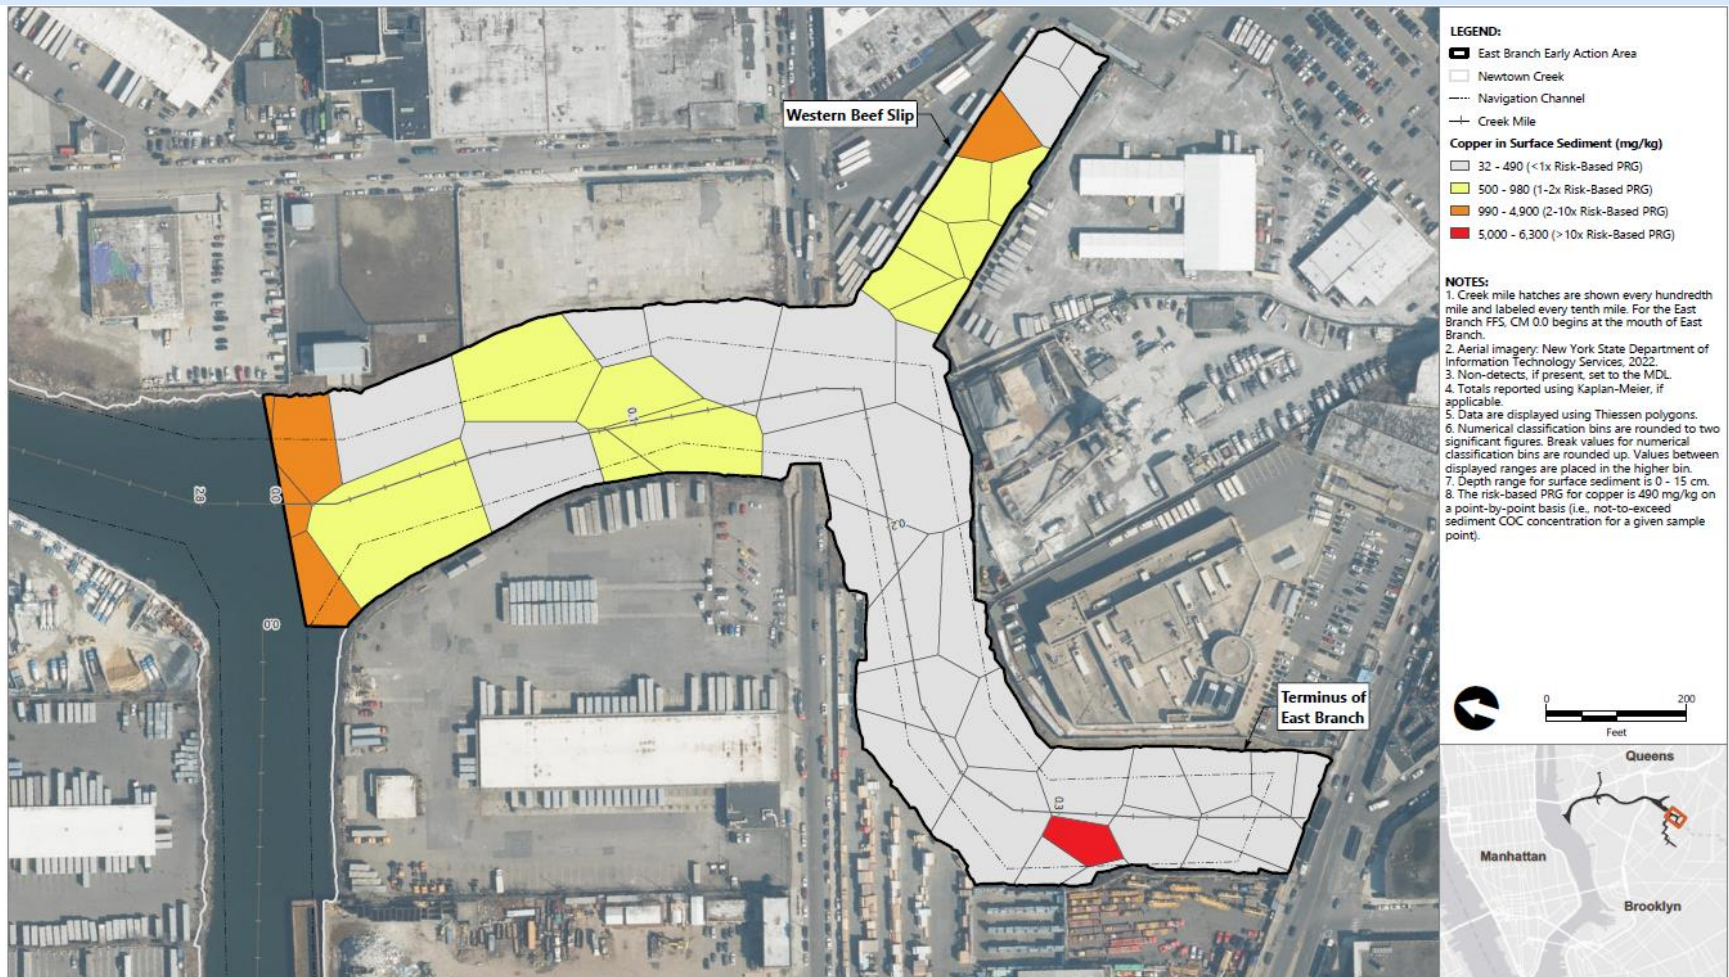 Western Beef Slip
Terminus of
East Branch
2.8
0.0
0.0
0.1
0.2
0.3
LEGEND:
East Branch Early Action Area
Newtown Creek
Navigation Channel
Creek Mile
Copper in Surface Sediment (mg/kg)
32 - 490 (<1x Risk-Based PRG)
500 - 980 (1-2x Risk-Based PRG)
990 - 4,900 (2-10x Risk-Based PRG)
5,000 - 6,300 (>10x Risk-Based PRG)
NOTES:
1. Creek mile hatches are shown every hundredth
mile and labeled every tenth mile. For the East
Branch FFS, CM 0.0 begins at the mouth of East
Branch.
2. Aerial imagery: New York State Department of
Information Technology Services, 2022.
3. Non-detects, if present, set to the MDL.
4. Totals reported using Kaplan-Meier, if
applicable.
5. Data are displayed using Thiessen polygons.
6. Numerical classification bins are rounded to two
significant figures. Break values for numerical
classification bins are rounded up. Values between
displayed ranges are placed in the higher bin.
7. Depth range for surface sediment is 0 - 15 cm.
8. The risk-based PRG for copper is 490 mg/kg on
a point-by-point basis (i.e., not-to-exceed
sediment COC concentration for a given sample
point).
0 200
Feet
Queens
Manhattan
Brooklyn